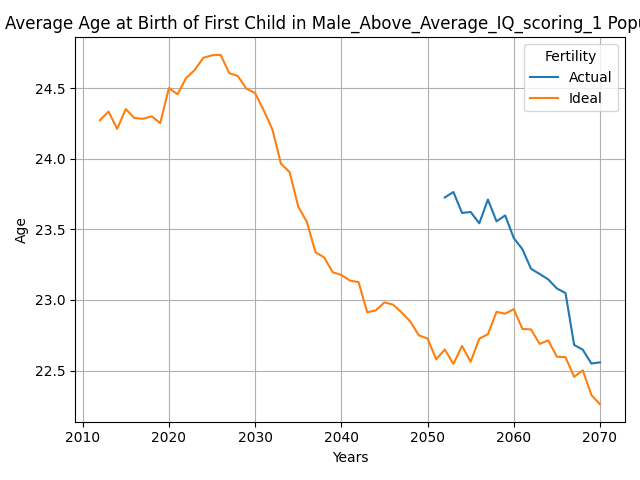 Average Age at Birth of First Child in Male_Above_Average_IQ_scoring_1 Popu
Fertility
Actual
Ideal
24.5
24.0
23.5
23.0
22.5
Age
2010 2020 2030 2040 2050 2060 2070
Years